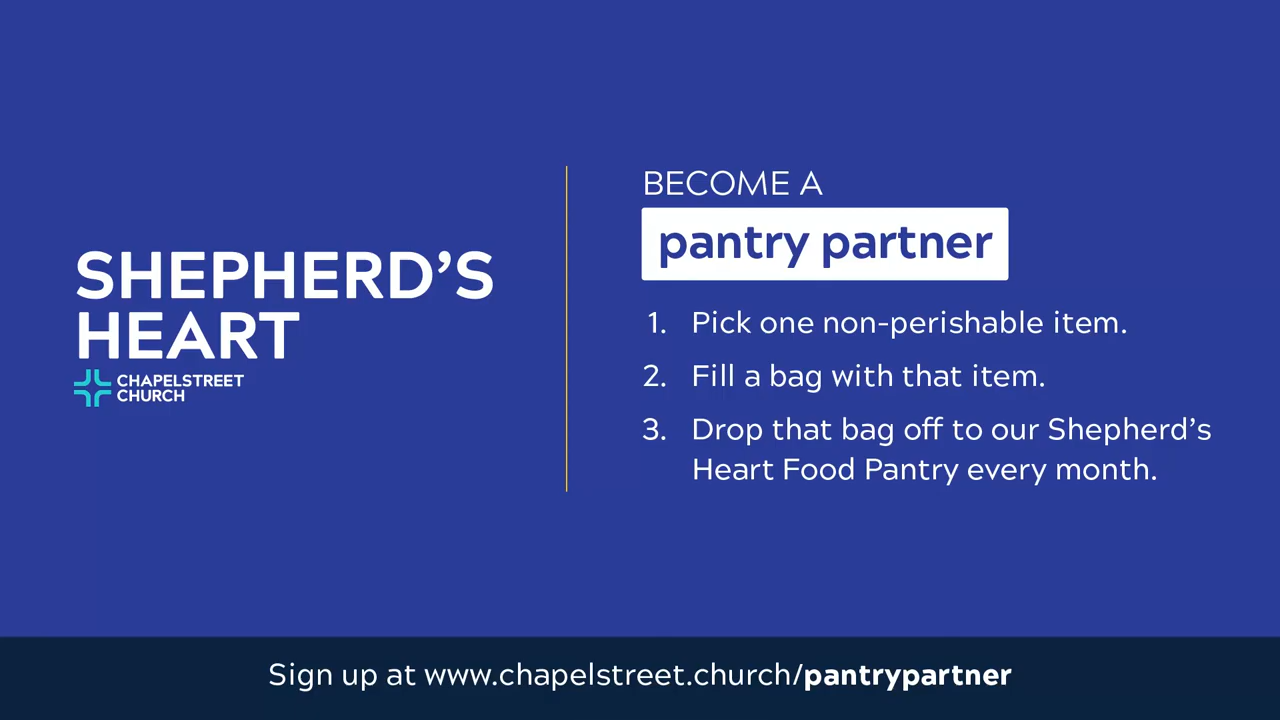 SHEPHERD’S
HEART
CHAPELSTREET
CHURCH
BECOME A
pantry partner
1. Pick one non-perishable item.
2. Fill a bag with that item.
3. Drop that bag off to our Shepherd’s
Heart Food Pantry every month.
Sign up at www.chapelstreet.church/pantrypartner